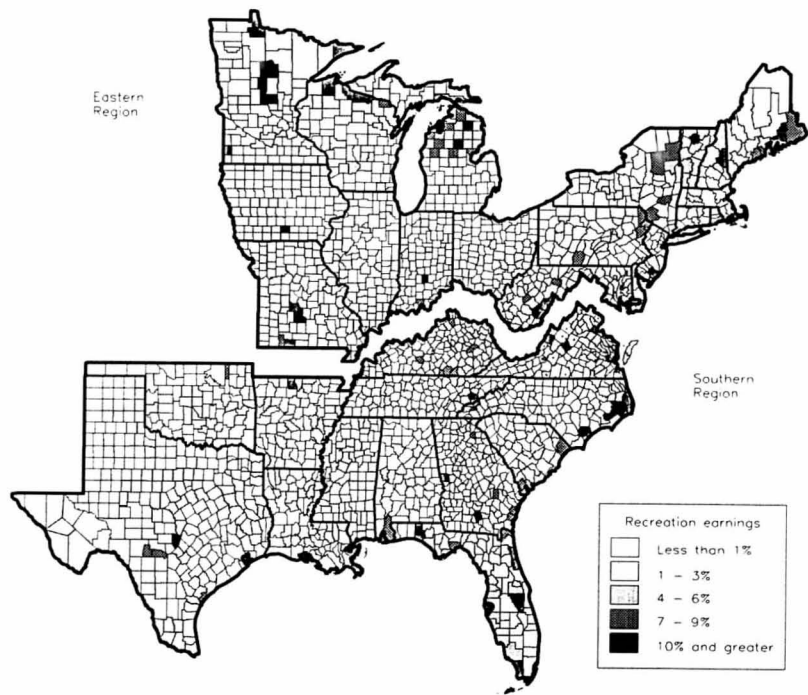 Eastern
Region
Southern
Region
Recreation earnings
Less than 1%
1 – 3%
4 – 6%
7 – 9%
10% and greater